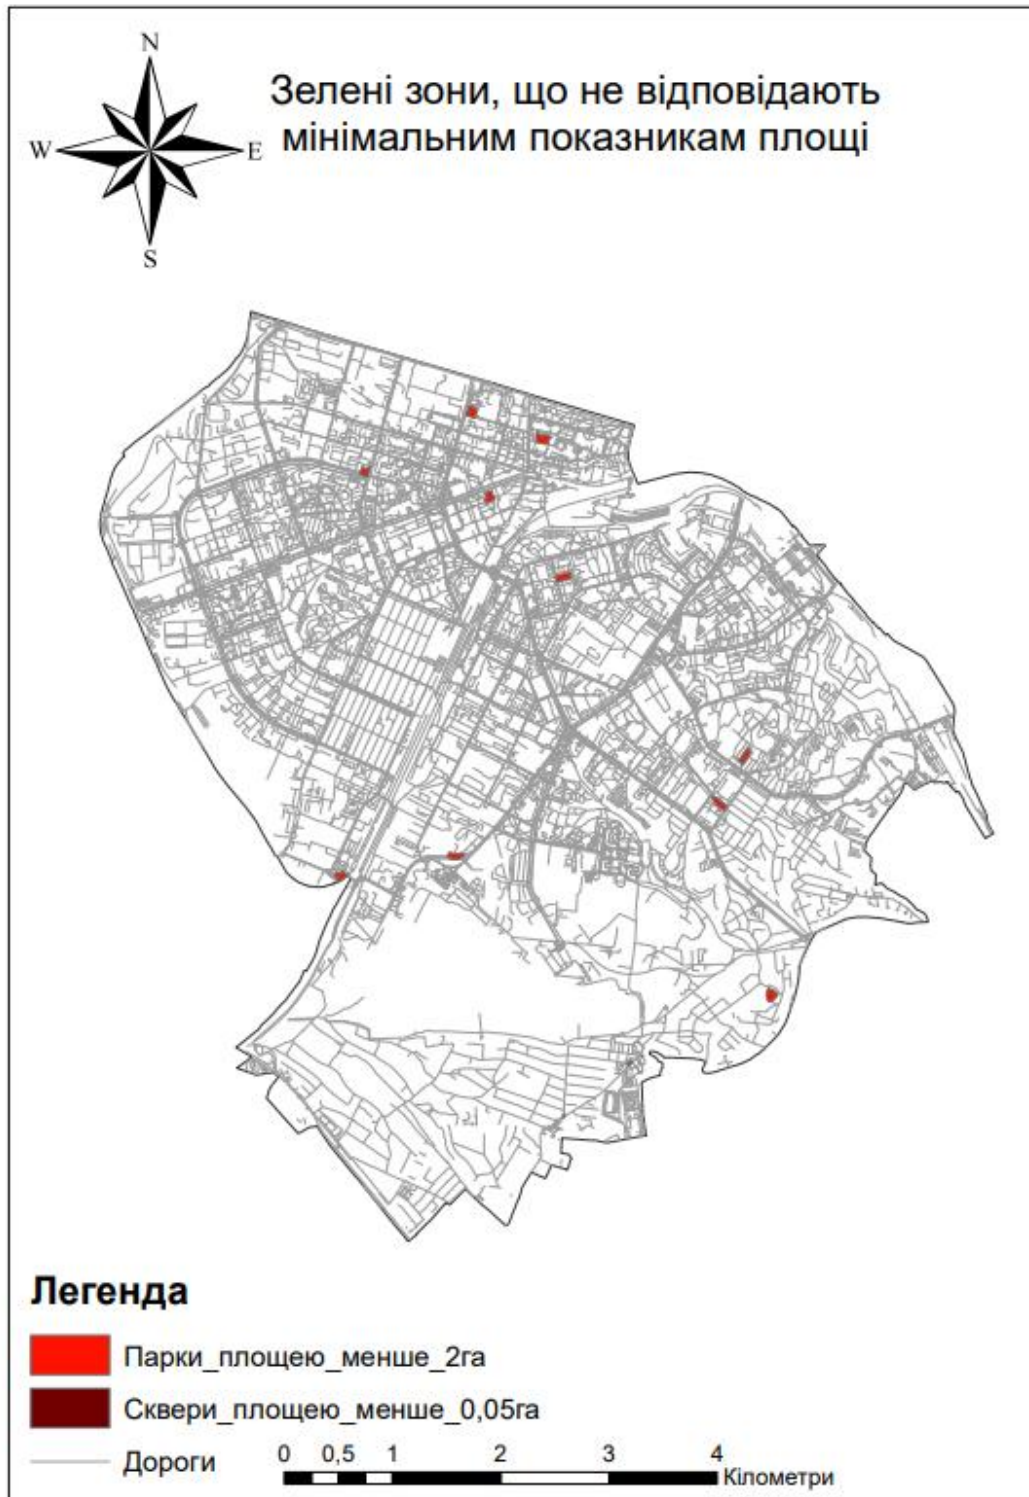 N
Зелені зони, що не відповідають
мінімальним показникам площі
W
E
S
Легенда
Парки_площею_менше_2га
Сквери_площею_менше_0,05га
Дороги
0 0,5 1 2 3 4
Кілометри